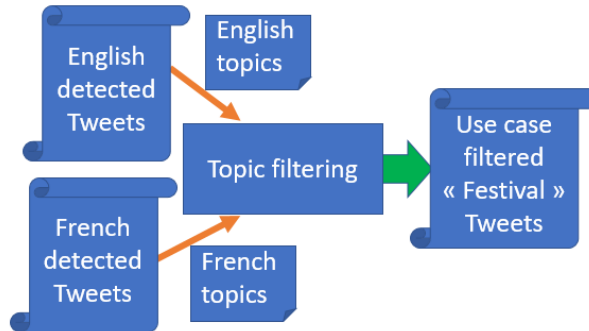 English
detected
Tweets
English
topics
Topic filtering
Use case
filtered
« Festival »
Tweets
French
detected
Tweets
French
topics